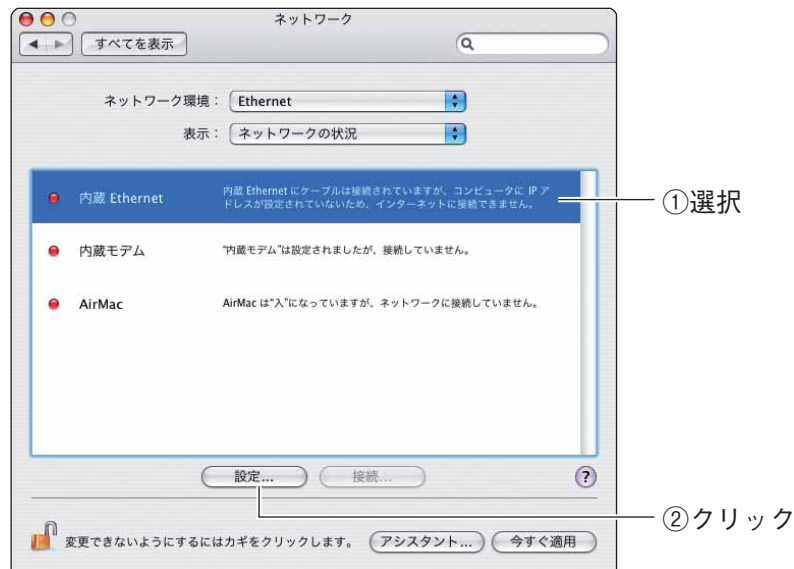 ネットワーク
すべてを表示
ネットワーク環境： Ethernet
表示： ネットワークの状況
内蔵 Ethernet
内蔵 Ethernet にケーブルは接続されていますが、コンピュータに IP ア
ドレスが設定されていないため、インターネットに接続できません。
①選択
内蔵モデム
“内蔵モデム”は設定されましたが、接続していません。
AirMac
AirMac は“入”になっていますが、ネットワークに接続していません。
設定... 接続... ?
②クリック
変更できないようにするにはカギをクリックします。 アシスタント... 今すぐ適用